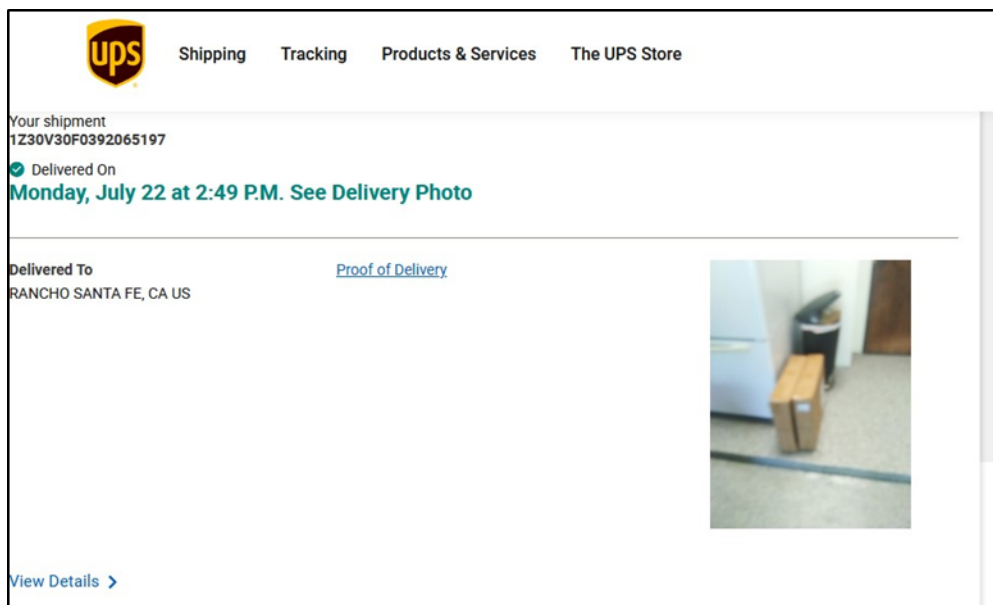 ups
Shipping Tracking Products & Services The UPS Store
Your shipment
1Z30V30F0392065197
Delivered On
Monday, July 22 at 2:49 P.M. See Delivery Photo
Delivered To
Proof of Delivery
RANCHO SANTA FE, CA US
View Details